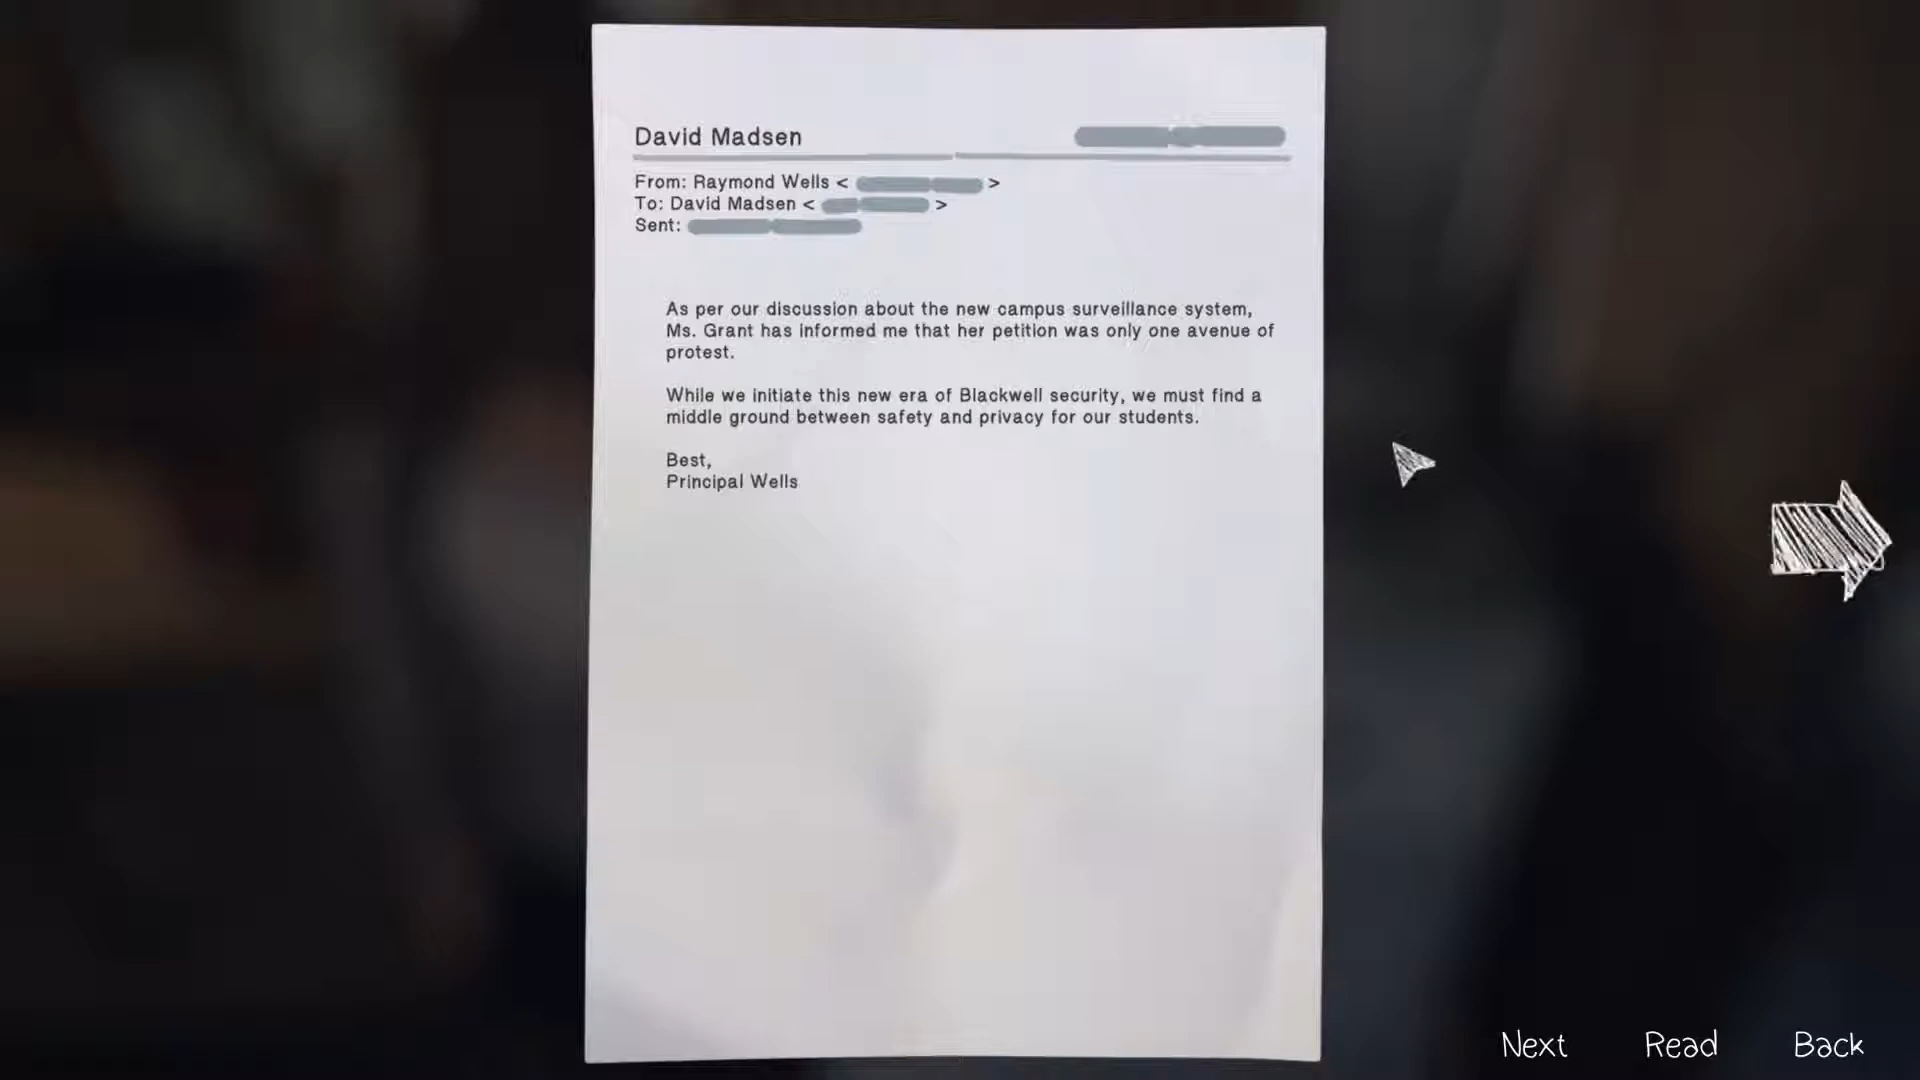 David Madsen
From: Raymond Wells < >
To: David Madsen < >
Sent:
As per our discussion about the new campus surveillance system,
Ms. Grant has informed me that her petition was only one avenue of
protest.
While we initiate this new era of Blackwell security, we must find a
middle ground between safety and privacy for our students.
Best,
Principal Wells
Next Read Back